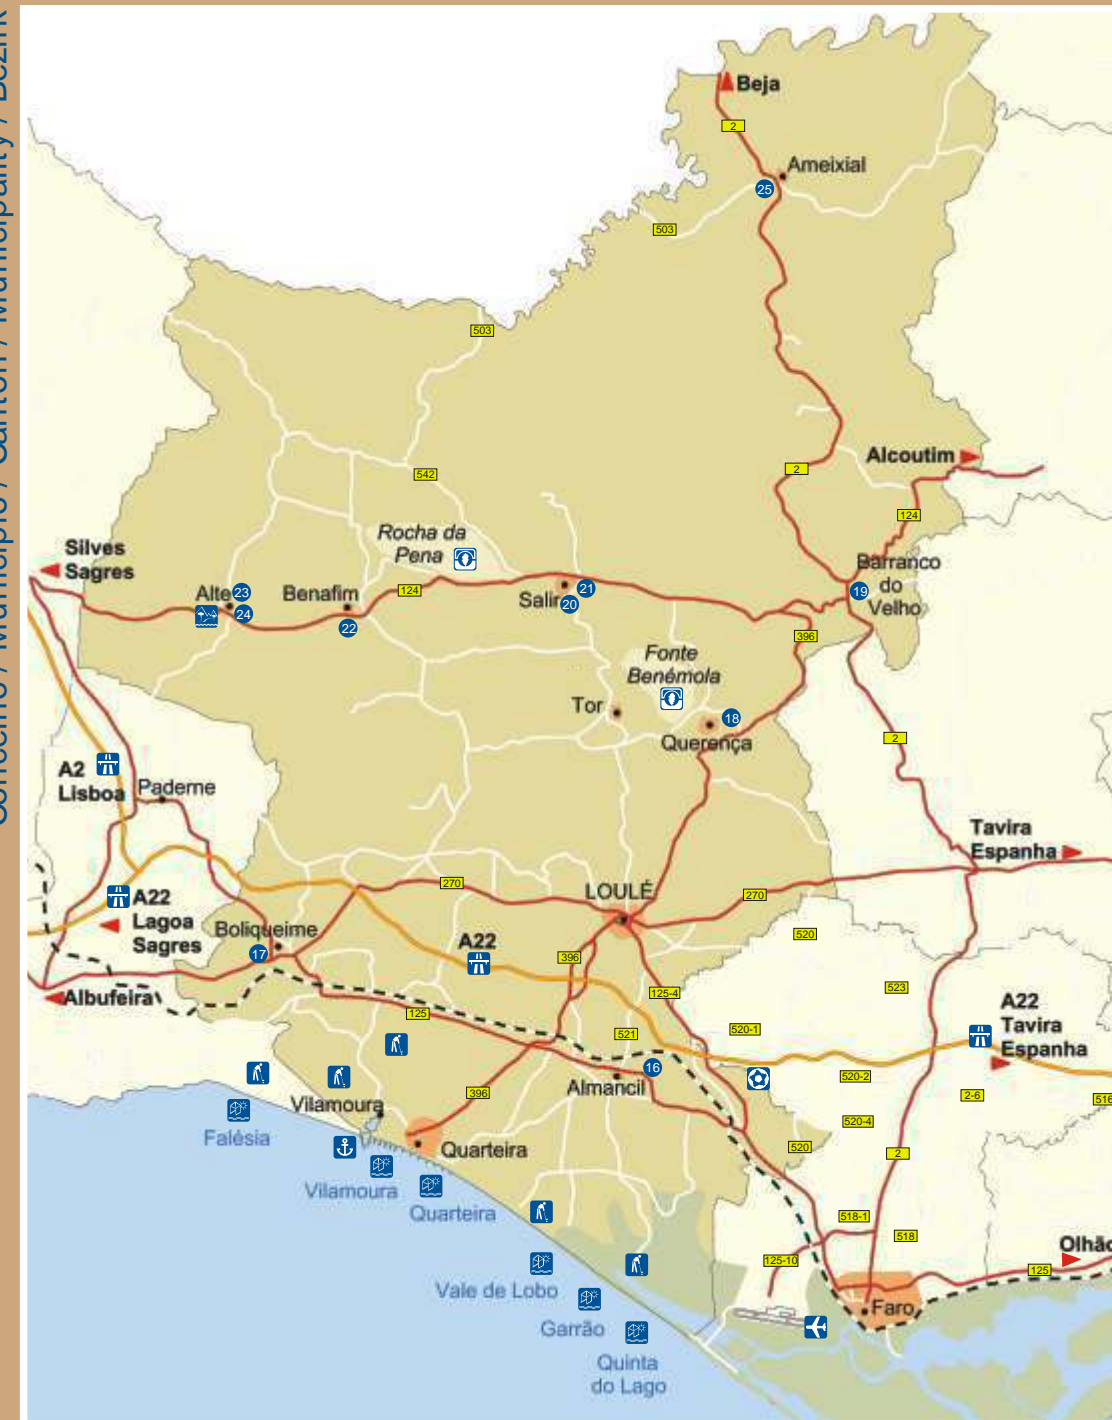 Concelho / Município / Canton / Municipality / Bezirk
Beja
2
Ameixial
25
503
503
Alcoutim
2
542
124
Rocha da
Pena
Silves
Sagres
Barranco
do
Velho
Alte
23
24
Benafim
22
124
Salir
21
20
19
396
Fonte
Benémola
Tor
18
Querença
2
A2
Lisboa
Paderne
Tavira
Espanha
A22
Lagoa
Sagres
270
LOULÉ
270
Boliqueime
17
A22
396
520
523
125-4
Albufeira
125
521
520-1
A22
Tavira
Espanha
16
Almancil
520-2
2-6
516
396
Vilamoura
520-4
Falésia
Quarteira
520
2
Vilamoura
Quarteira
518-1
518
Olhão
125-10
125
Vale de Lobo
Garrão
Faro
Quinta
do Lago